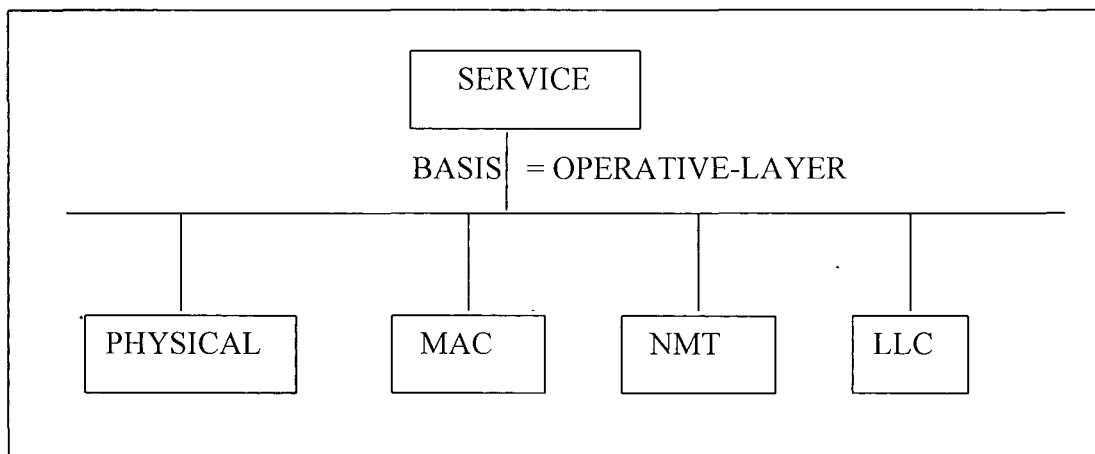 SERVICE
BASIS = OPERATIVE-LAYER
PHYSICAL MAC NMT LLC